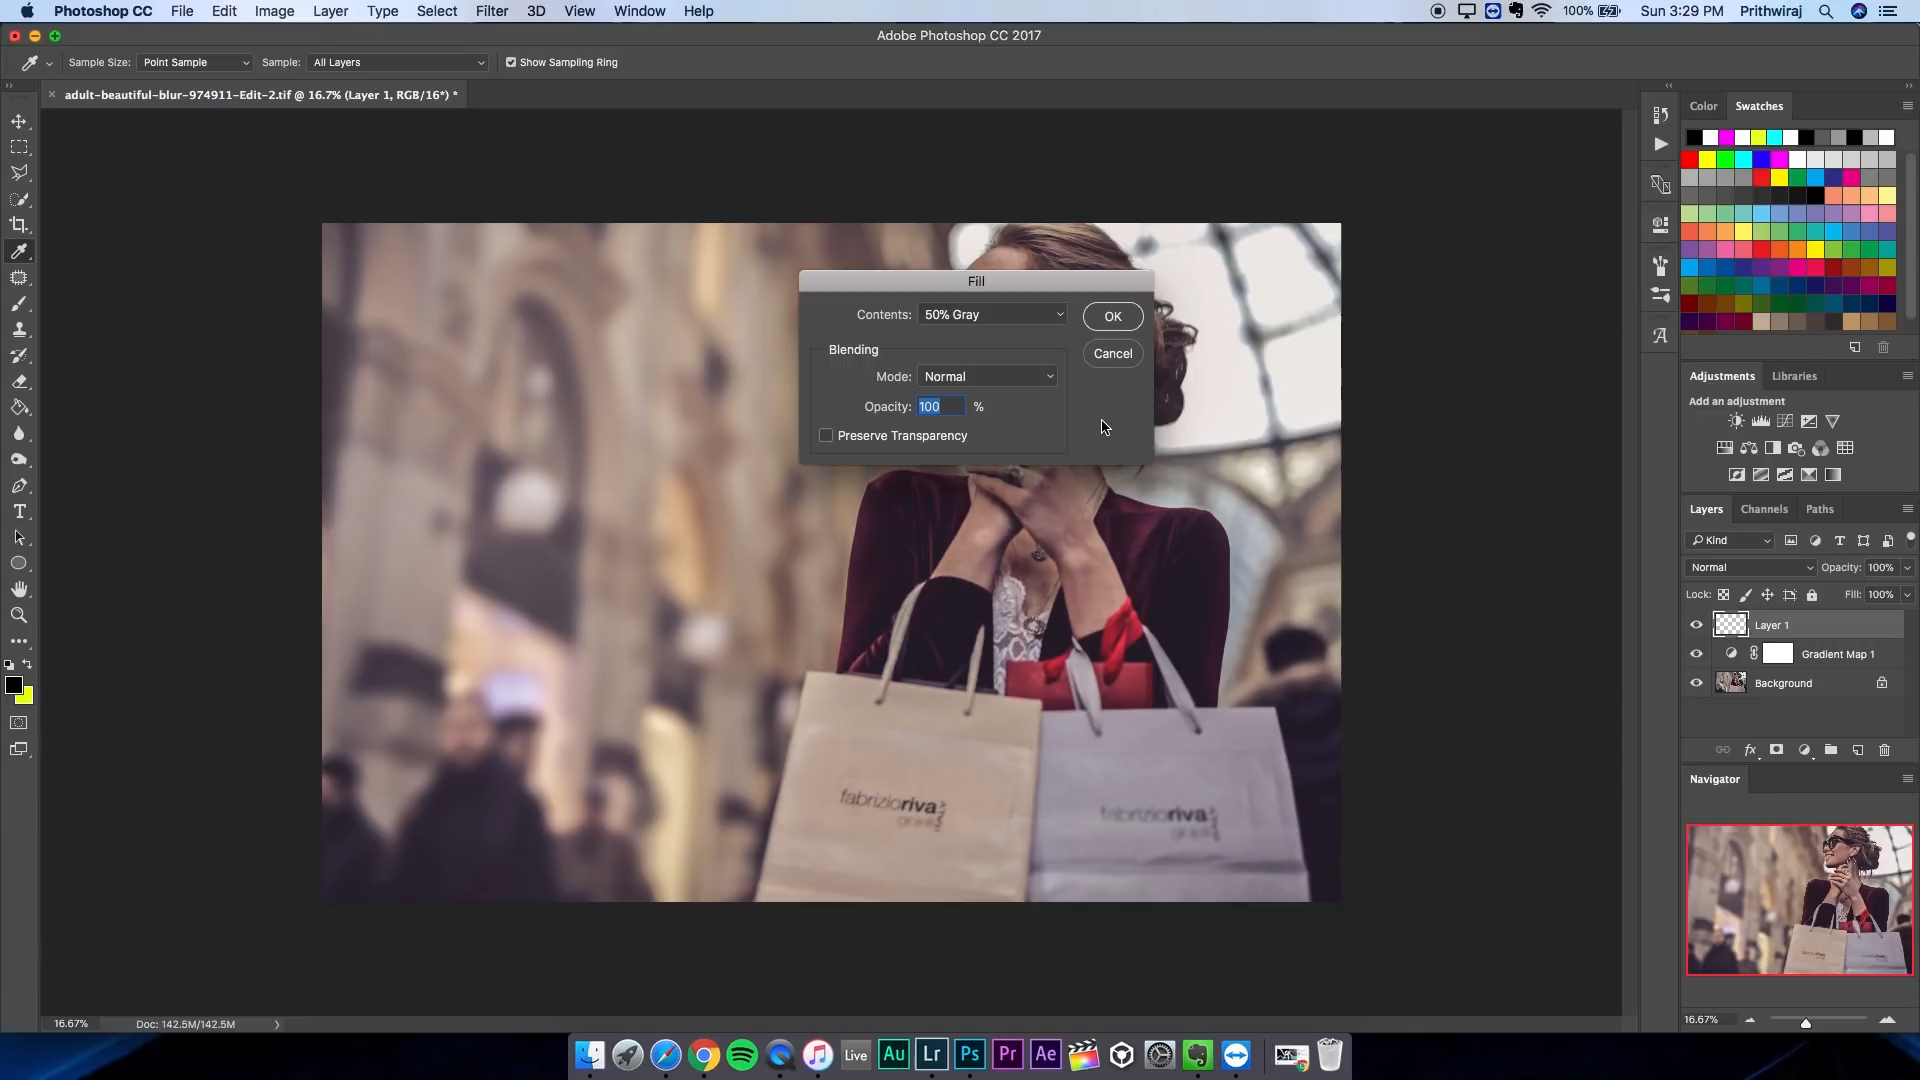 Photoshop CC File Edit Image Layer Type Select Filter 3D View Window Help 100% Sun 3:29 PM Prithwiraj
Adobe Photoshop CC 2017
Sample Size: Point Sample Sample: All Layers Show Sampling Ring
adult-beautiful-blur-974911-Edit-2.tif @ 16.7% (Layer 1, RGB/16*) *
Color Swatches
Fill
Contents: 50% Gray OK
Blending Cancel
Mode: Normal
Opacity: 100 %
Preserve Transparency
Adjustments Libraries
Add an adjustment
Layers Channels Paths
Kind
Normal Opacity: 100%
Lock: Fill: 100%
Layer 1
Gradient Map 1
Background
fx
Navigator
fabrizioriva
fabrizioriva
16.67%
16.67% Doc: 142.5M/142.5M
Live Au Lr Ps Pr Ae